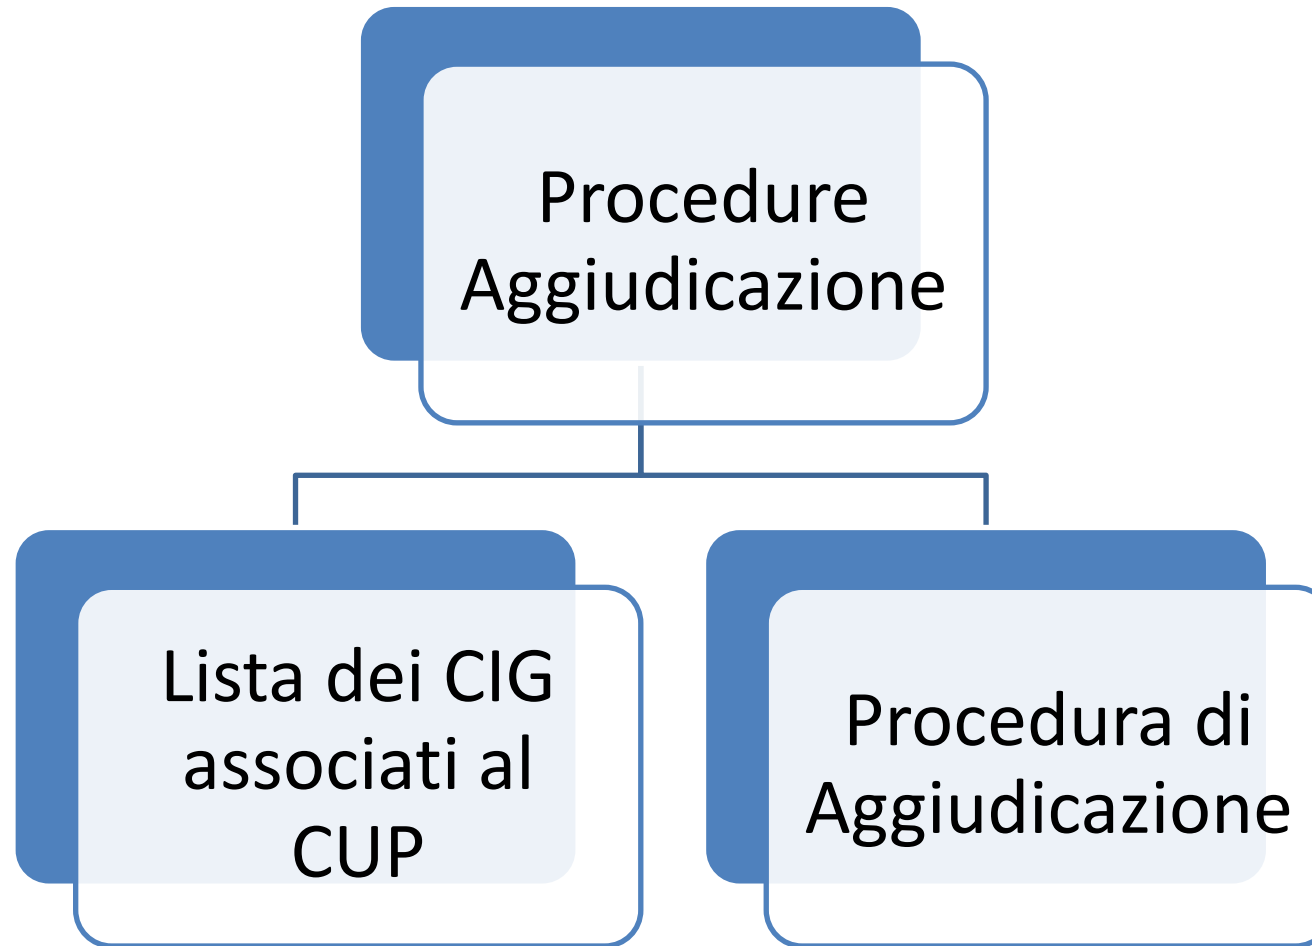 Procedure
Aggiudicazione
Lista dei CIG
associati al
CUP
Procedura di
Aggiudicazione